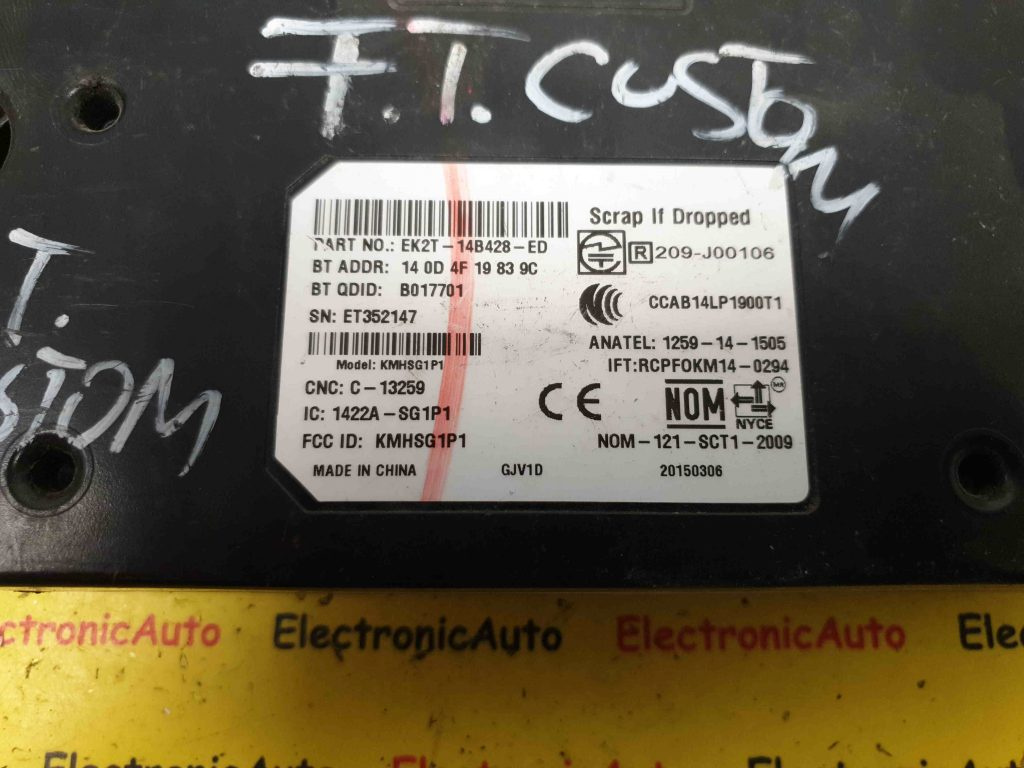 F.T. CUSTOM
T.
STOM
Scrap If Dropped
PART NO.: EK2T-14B428-ED
R 209-J00106
BT ADDR: 14 0D 4F 19 83 9C
BT QDID: B017701
CCAB14LP1900T1
SN: ET352147
ANATEL: 1259-14-1505
Model: KMHSG1P1
IFT:RCPFOKM14-0294
CNC: C-13259
CE
NOM
NYCE
IC: 1422A-SG1P1
FCC ID: KMHSG1P1
NOM-121-SCT1-2009
MADE IN CHINA
GJV1D
20150306
ctronicAuto ElectronicAuto ElectronicAuto Ele